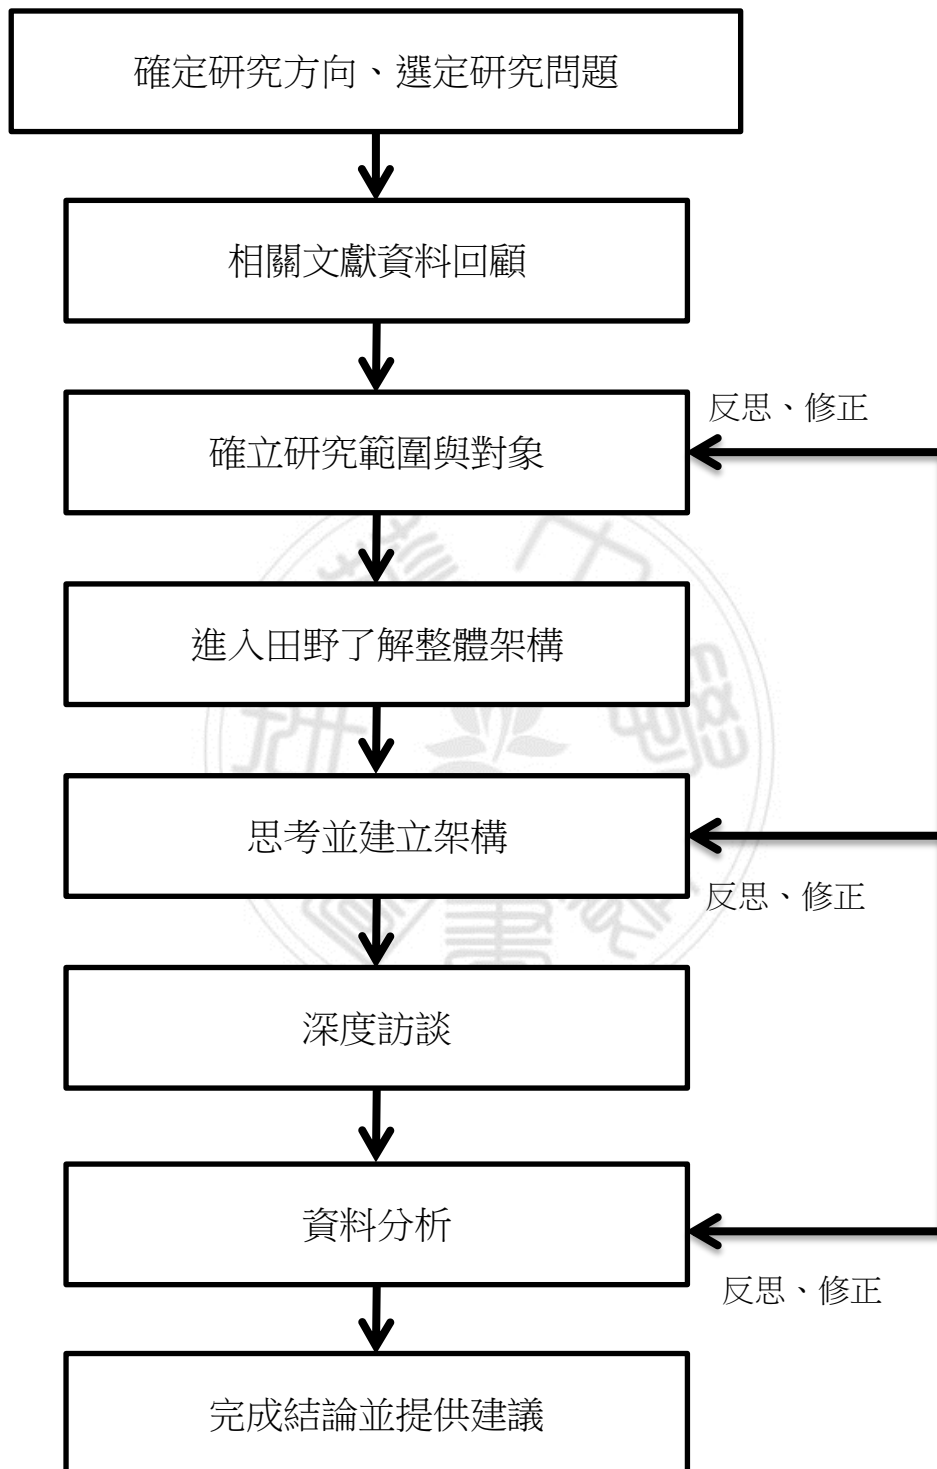 確定研究方向、選定研究問題
相關文獻資料回顧
反思、修正
確立研究範圍與對象
進入田野了解整體架構
思考並建立架構
反思、修正
深度訪談
資料分析
反思、修正
完成結論並提供建議